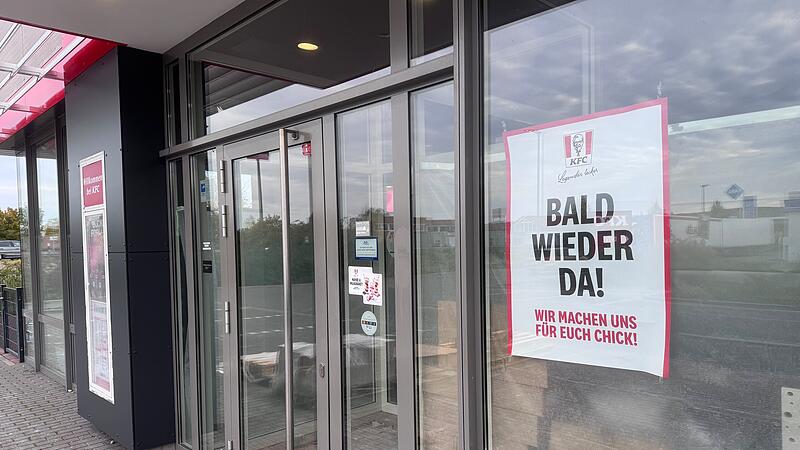 Willkommen
bei KFC
KFC
Legendär lecker
BALD
WIEDER
DA!
WIR MACHEN UNS
FÜR EUCH CHICK!